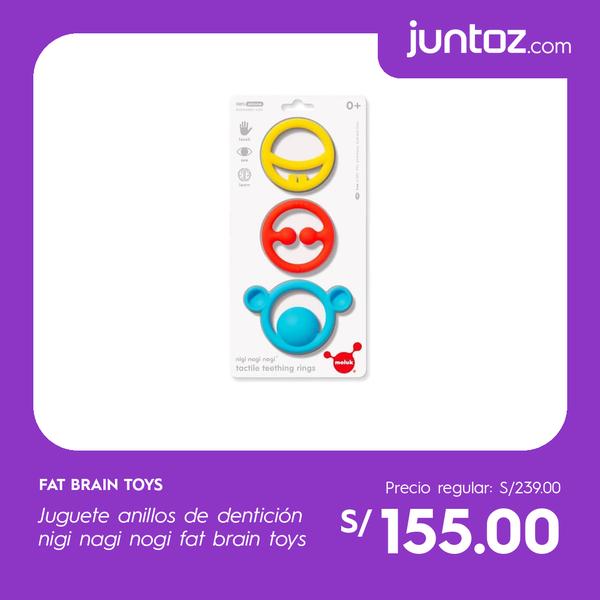 juntoz.com
0+
touch
see
learn
nigi nagi nogi™
tactile teething rings
moluk
FAT BRAIN TOYS
Juguete anillos de dentición
nigi nagi nogi fat brain toys
Precio regular: S/239.00
S/155.00